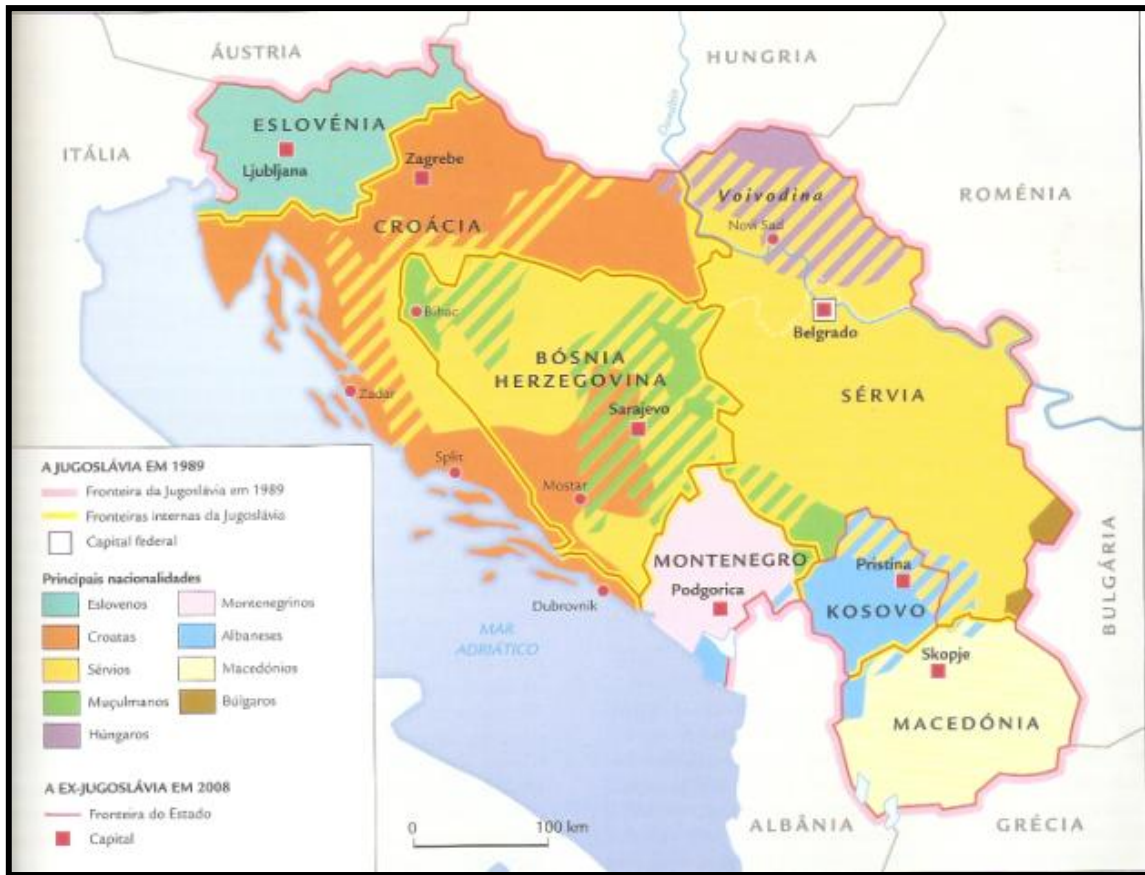 ÁUSTRIA
HUNGRIA
Danúbio
ESLOVÉNIA
ITÁLIA
Ljubljana
Zagrebe
Voivodina
ROMÉNIA
CROÁCIA
Novi Sad
Bihác
Belgrado
BÓSNIA
HERZEGOVINA
SÉRVIA
Zadar
Sarajevo
Split
Mostar
MONTENEGRO
Podgorica
Pristina
KOSOVO
BULGÁRIA
Dubrovnik
MAR
ADRIÁTICO
Skopje
MACEDÓNIA
ALBÂNIA
GRÉCIA
A JUGOSLÁVIA EM 1989
Fronteira da Jugoslávia em 1989
Fronteiras internas da Jugoslávia
Capital federal
Principais nacionalidades
Eslovenos
Montenegrinos
Croatas
Albaneses
Sérvios
Macedónios
Muçulmanos
Búlgaros
Húngaros
A EX-JUGOSLÁVIA EM 2008
Fronteira do Estado
Capital
0 100 km